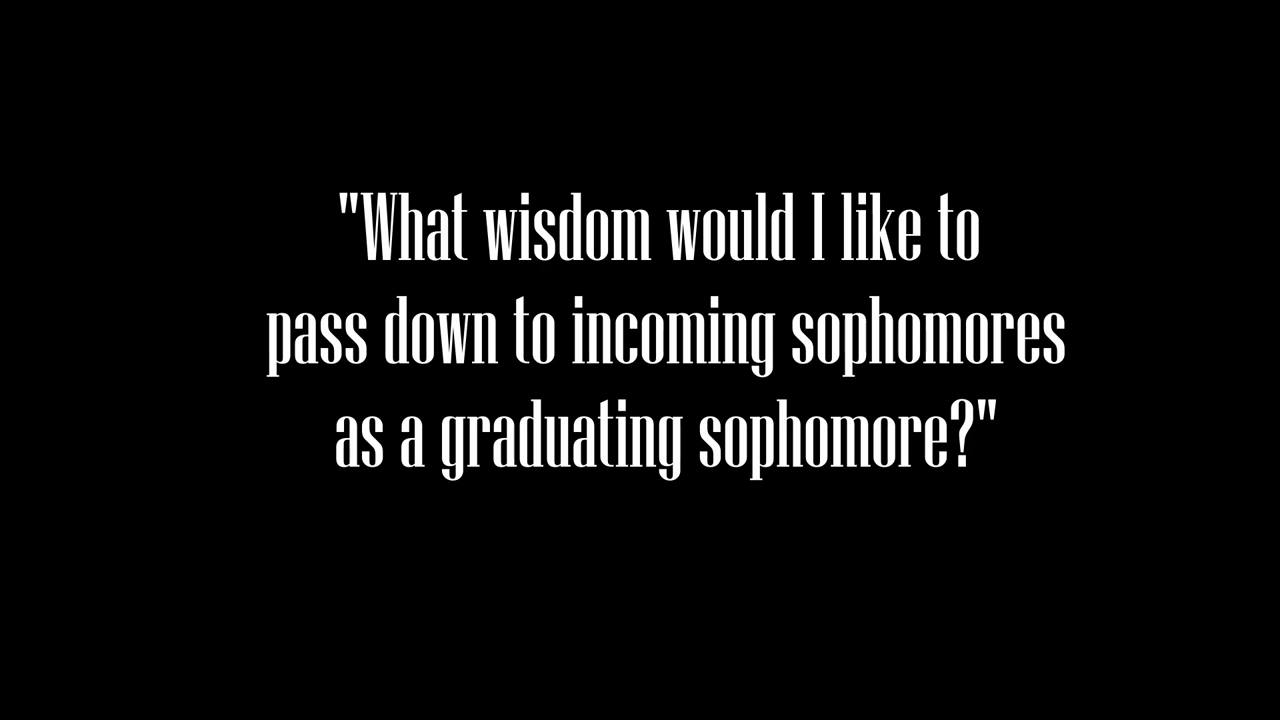 "What wisdom would I like to
pass down to incoming sophomores
as a graduating sophomore?"